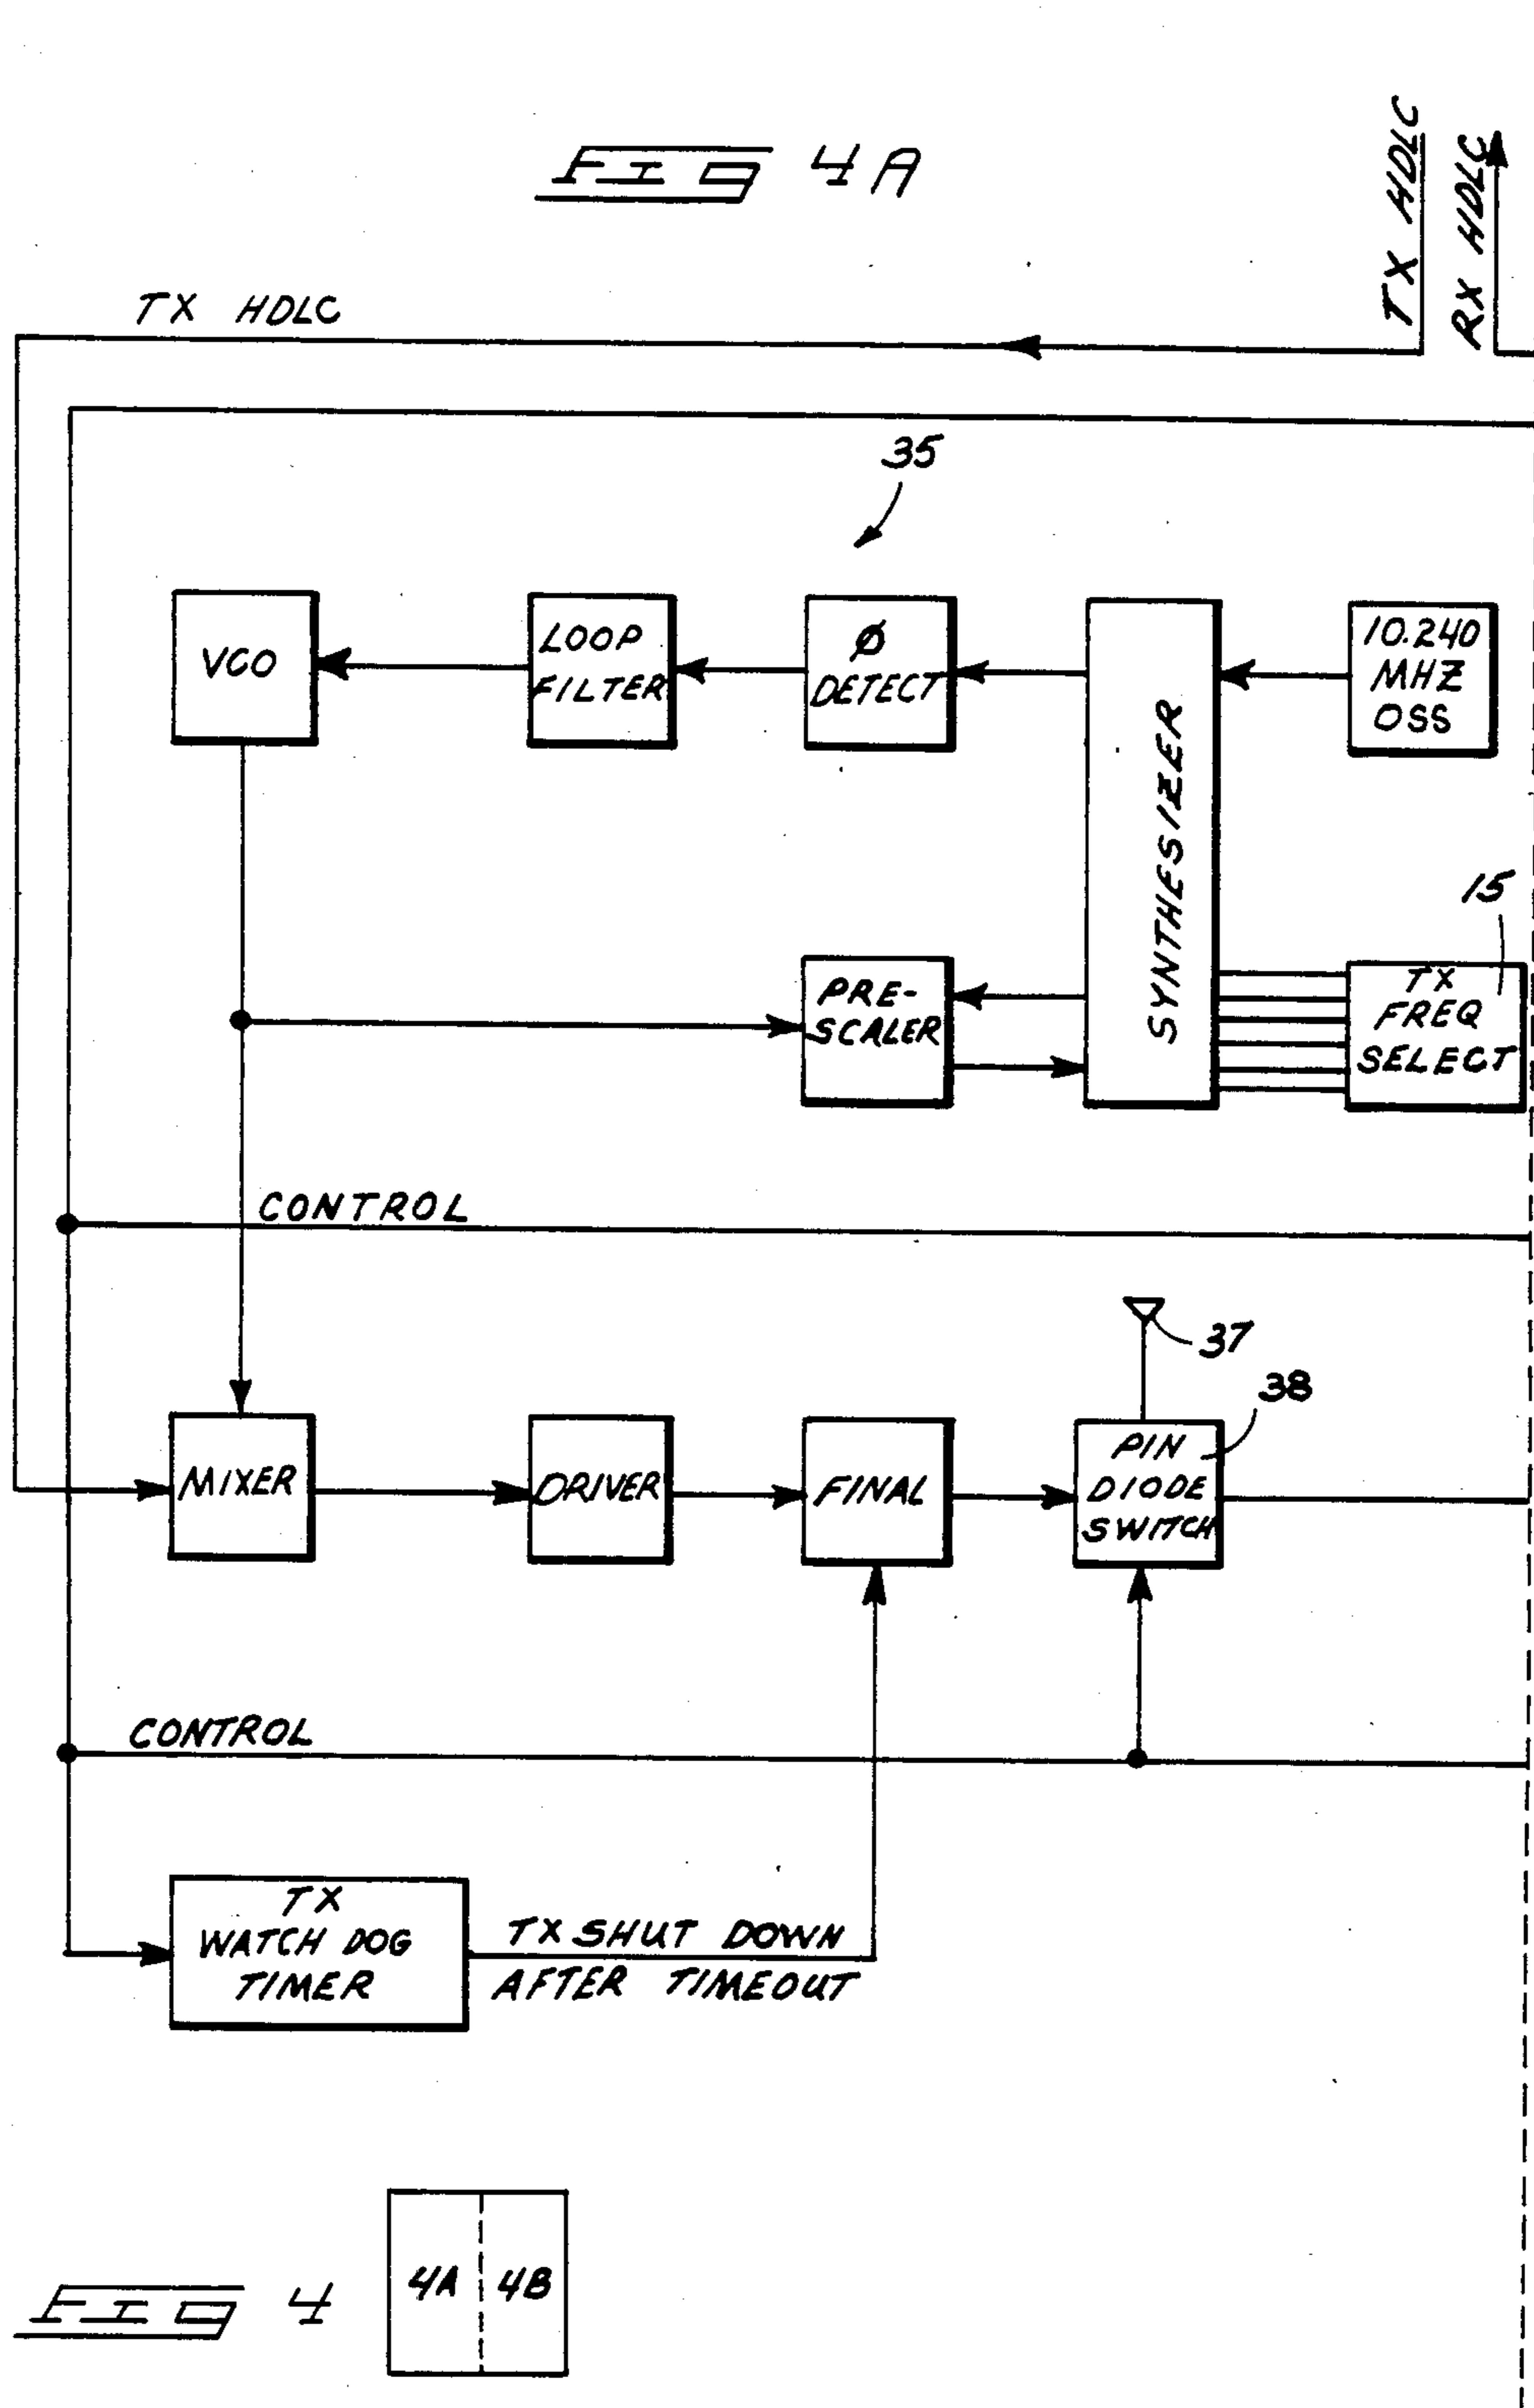 FIG 4A
TX HDLC
RX HDLC
TX HDLC
35
VCO
LOOP
FILTER
Ø
DETECT
SYNTHESIZER
10.240
MHZ
OSS
15
PRE-
SCALER
TX
FREQ
SELECT
CONTROL
37
38
MIXER
DRIVER
FINAL
PIN
DIODE
SWITCH
CONTROL
TX
WATCH DOG
TIMER
TX SHUT DOWN
AFTER TIMEOUT
4A
4B
FIG 4